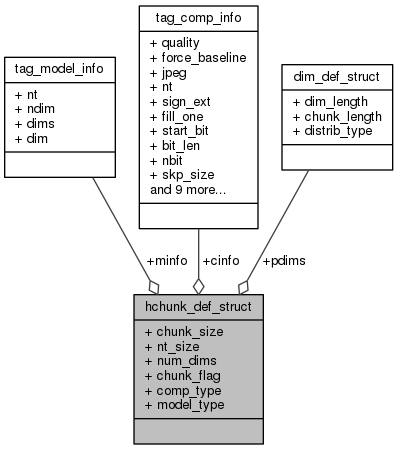 tag_comp_info
+ quality
+ force_baseline
+ jpeg
+ nt
+ sign_ext
+ fill_one
+ start_bit
+ bit_len
+ nbit
+ skp_size
and 9 more...
tag_model_info
+ nt
+ ndim
+ dims
+ dim
dim_def_struct
+ dim_length
+ chunk_length
+ distrib_type
+minfo
+cinfo
+pdims
hchunk_def_struct
+ chunk_size
+ nt_size
+ num_dims
+ chunk_flag
+ comp_type
+ model_type